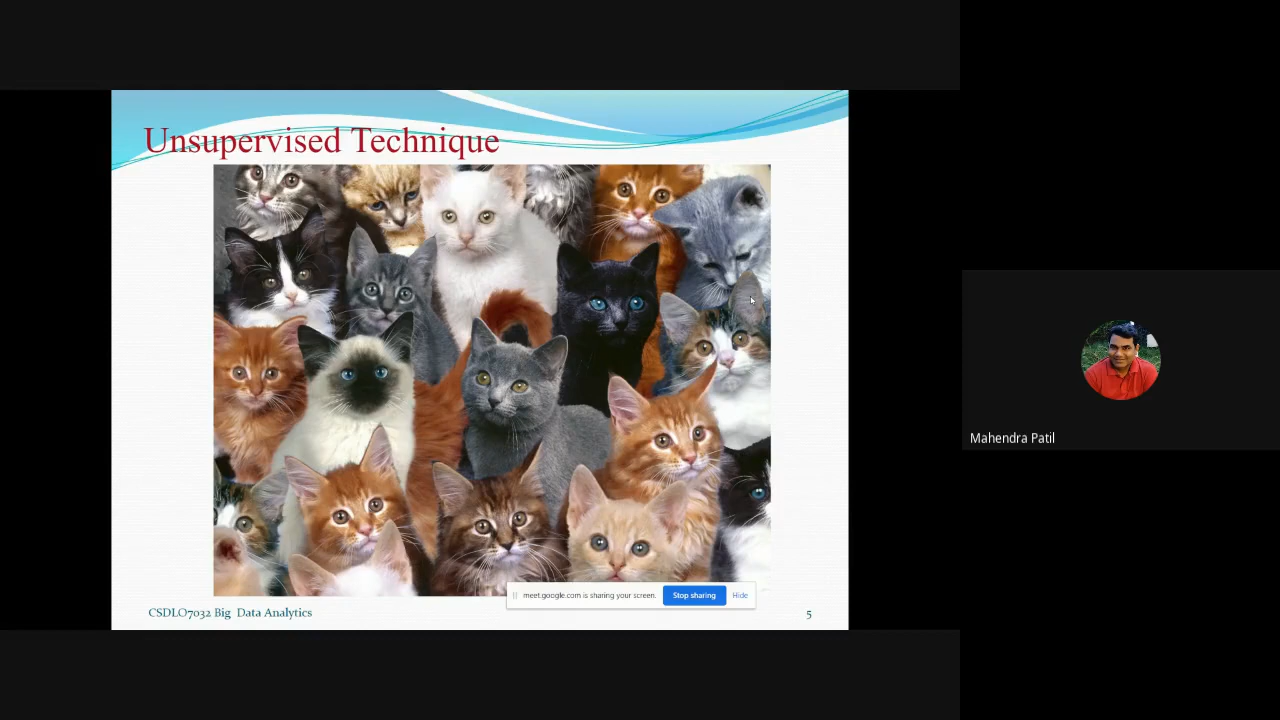 Unsupervised Technique
meet.google.com is sharing your screen.
Stop sharing
Hide
CSDLO7032 Big Data Analytics
5
Mahendra Patil